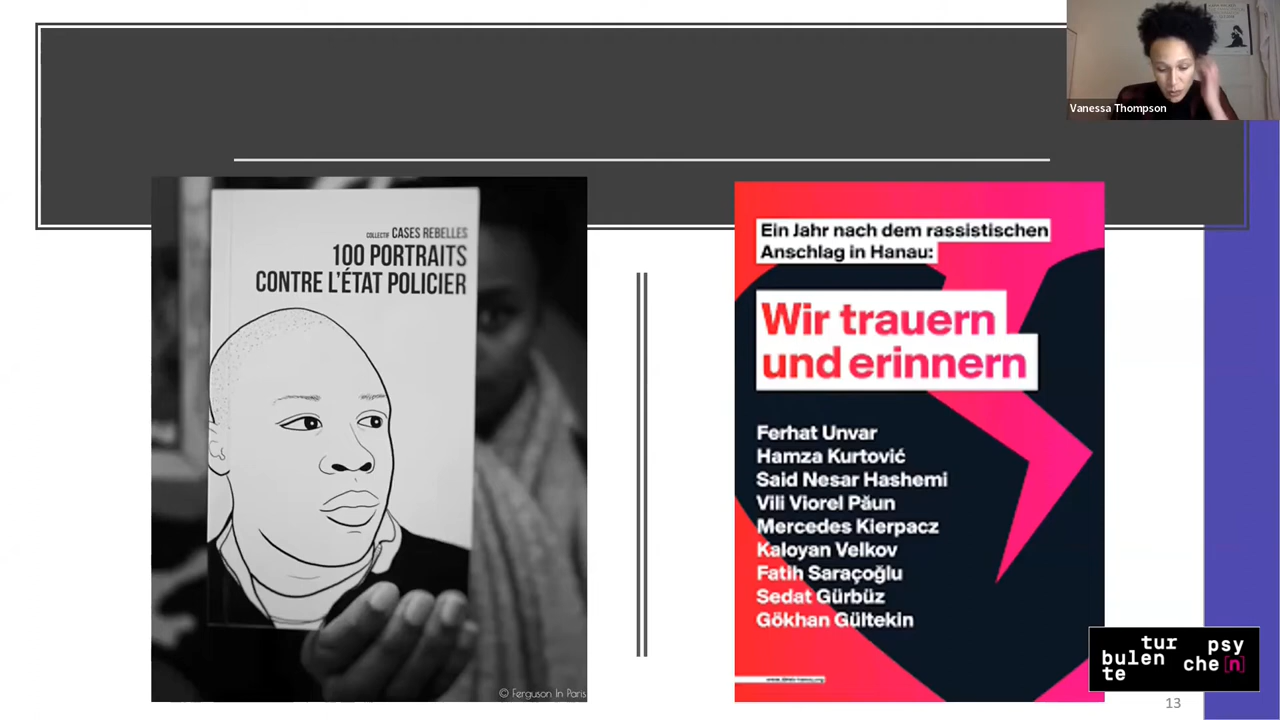 Vanessa Thompson
COLLECTIF CASES REBELLES
100 PORTRAITS
CONTRE L'ÉTAT POLICIER
© Ferguson In Paris
Ein Jahr nach dem rassistischen
Anschlag in Hanau:
Wir trauern
und erinnern
Ferhat Unvar
Hamza Kurtović
Said Nesar Hashemi
Vili Viorel Păun
Mercedes Kierpacz
Kaloyan Velkov
Fatih Saraçoğlu
Sedat Gürbüz
Gökhan Gültekin
tur
bulen
te
psy
che[n]
13